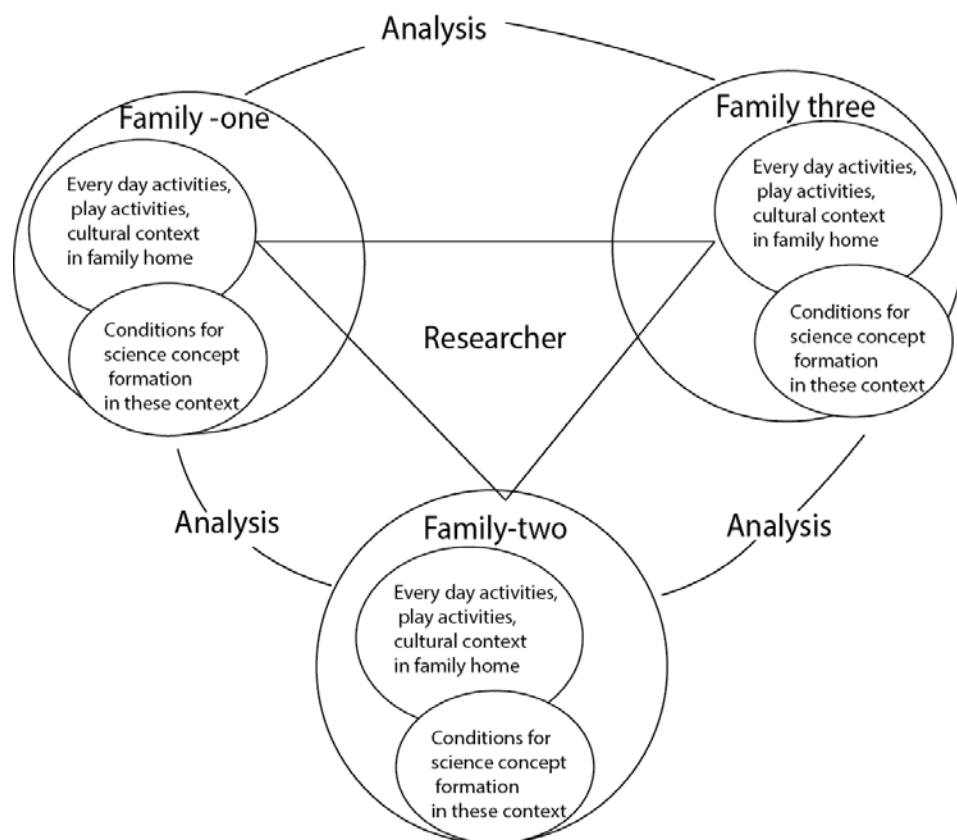 Analysis
Family -one
Every day activities,
play activities,
cultural context
in family home
Conditions for
science concept
formation
in these context
Family three
Every day activities,
play activities,
cultural context
in family home
Conditions for
science concept
formation
in these context
Researcher
Analysis
Analysis
Family-two
Every day activities,
play activities,
cultural context
in family home
Conditions for
science concept
formation
in these context